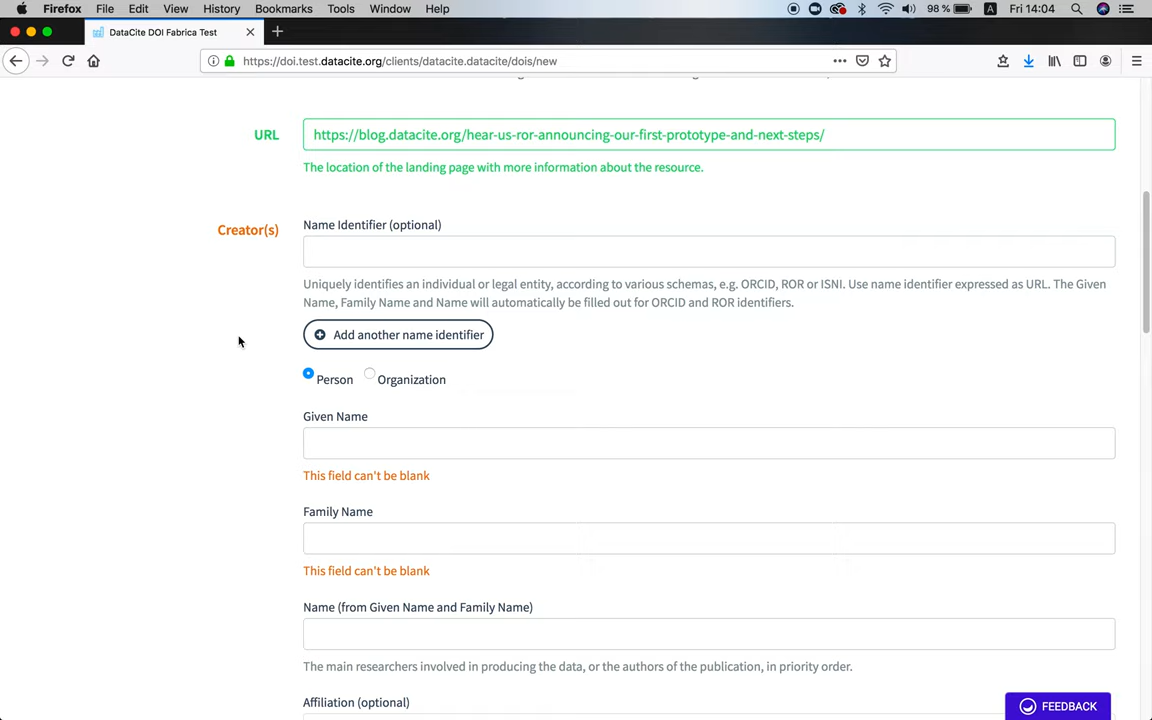 Firefox File Edit View History Bookmarks Tools Window Help 98 % A Fri 14:04
DataCite DOI Fabrica Test
https://doi.test.datacite.org/clients/datacite.datacite/dois/new
URL
https://blog.datacite.org/hear-us-ror-announcing-our-first-prototype-and-next-steps/
The location of the landing page with more information about the resource.
Creator(s)
Name Identifier (optional)
Uniquely identifies an individual or legal entity, according to various schemas, e.g. ORCID, ROR or ISNI. Use name identifier expressed as URL. The Given
Name, Family Name and Name will automatically be filled out for ORCID and ROR identifiers.
Add another name identifier
Person Organization
Given Name
This field can't be blank
Family Name
This field can't be blank
Name (from Given Name and Family Name)
The main researchers involved in producing the data, or the authors of the publication, in priority order.
Affiliation (optional)
FEEDBACK